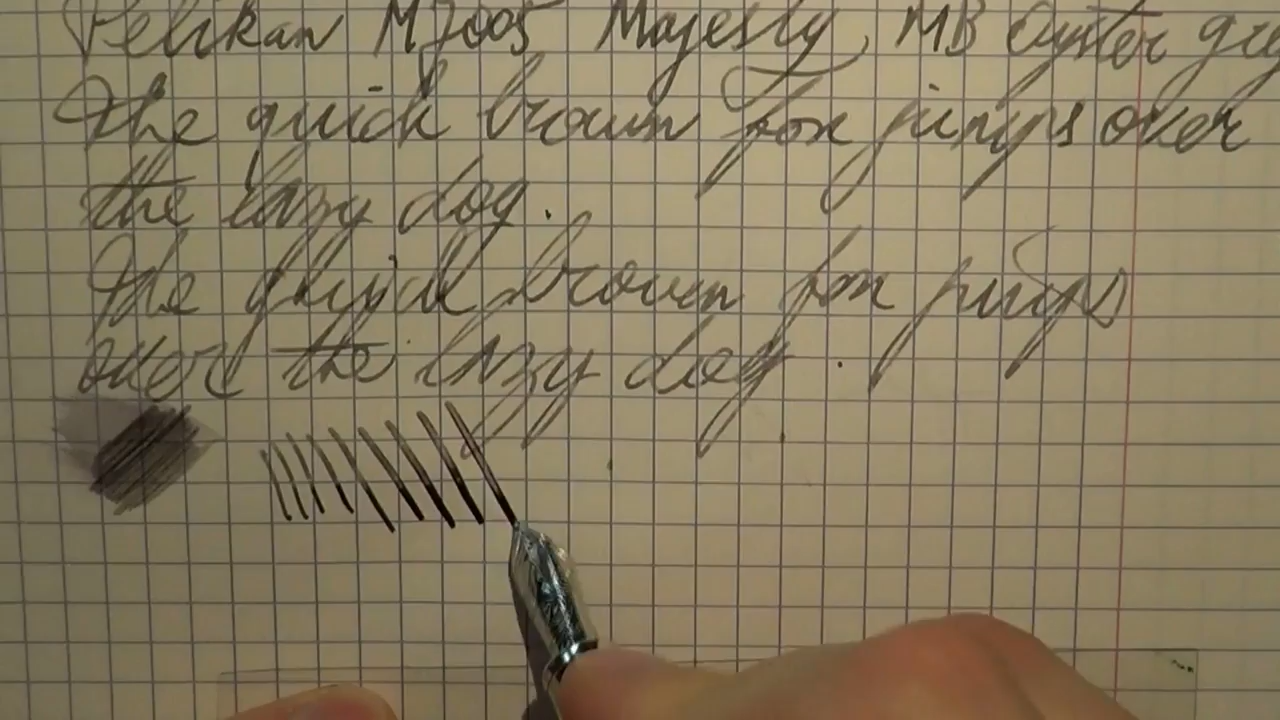 Pelikan M7005 Majesty, MB Oyster grey
The quick brown fox jumps over
the lazy dog.
The quick brown fox jumps
over the lazy dog.